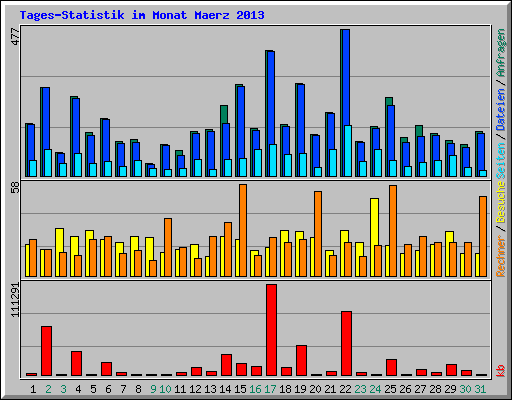 Tages-Statistik im Monat Maerz 2013
477
58
111291
Rechner / Besuche Seiten / Dateien / Anfragen
kb
1 2 3 4 5 6 7 8 9 10 11 12 13 14 15 16 17 18 19 20 21 22 23 24 25 26 27 28 29 30 31